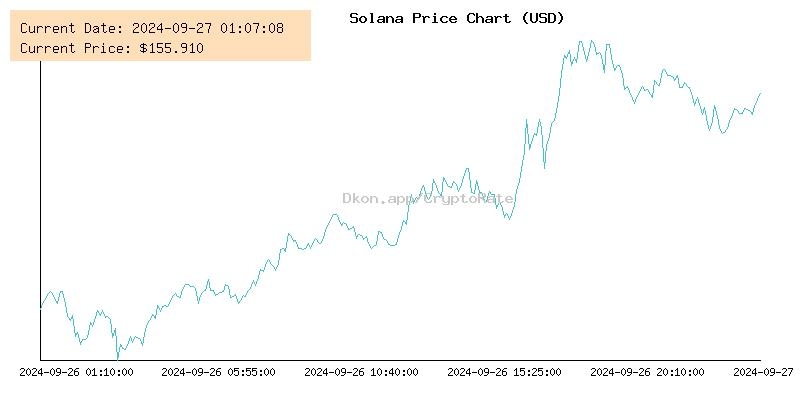 Solana Price Chart (USD)
Current Date: 2024-09-27 01:07:08
Current Price: $155.910
Dkon.app/CryptoRate
2024-09-26 01:10:00 2024-09-26 05:55:00 2024-09-26 10:40:00 2024-09-26 15:25:00 2024-09-26 20:10:00 2024-09-27